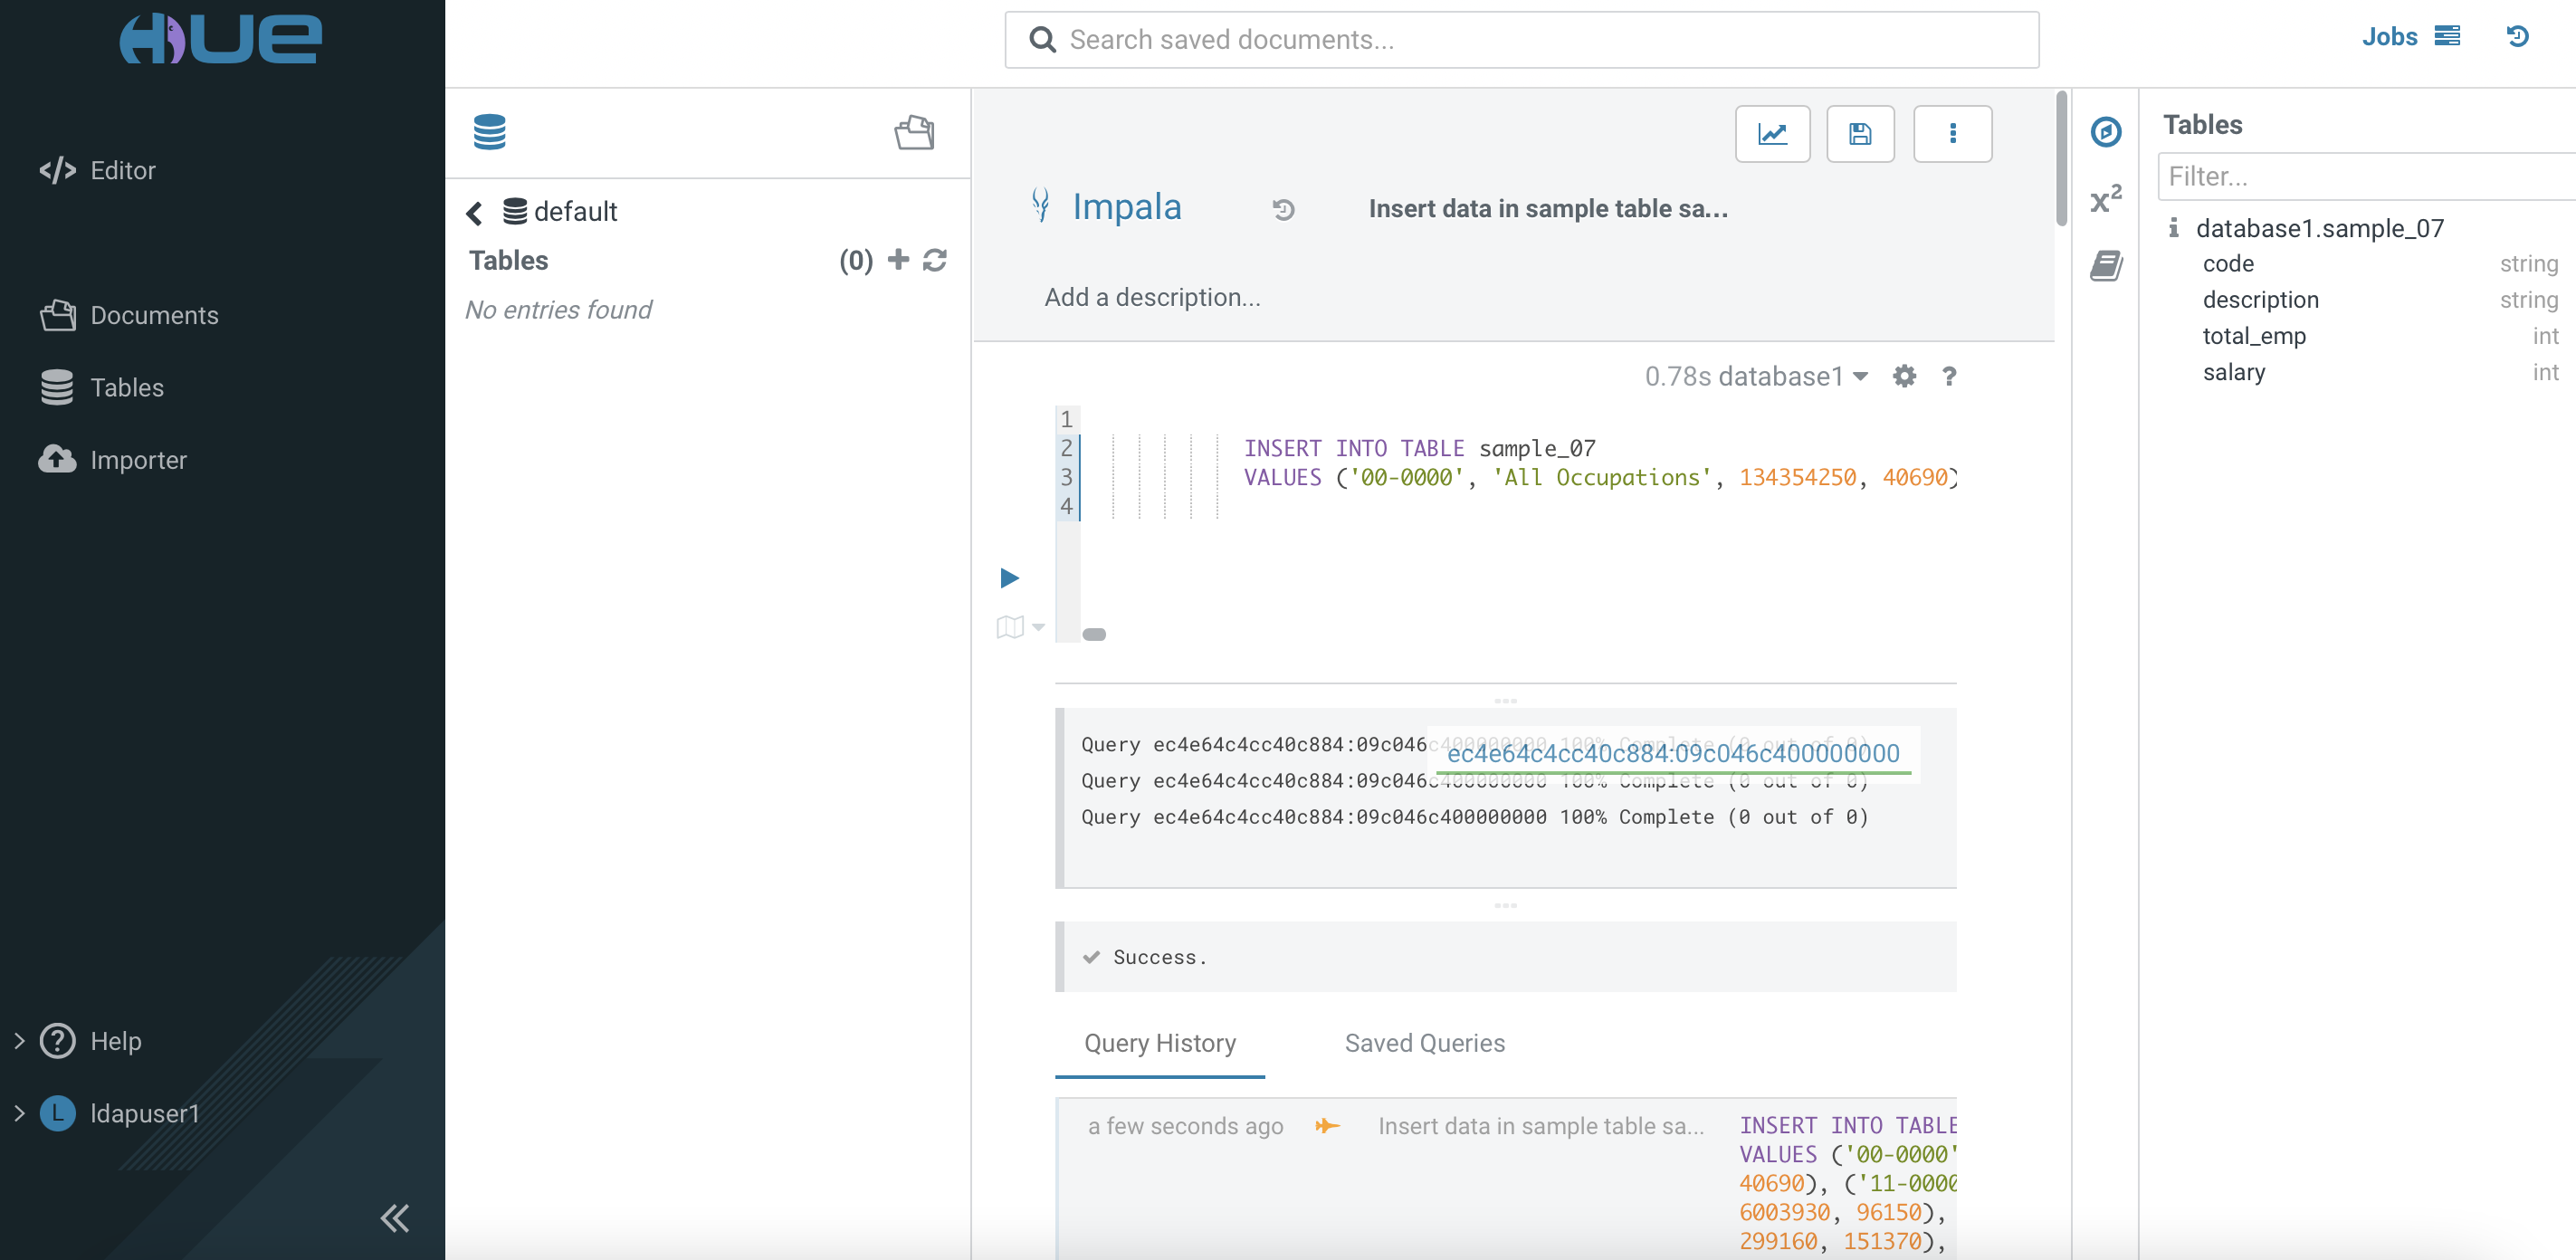 HUE
Search saved documents...
Jobs
Editor
Documents
Tables
Importer
Help
L ldapuser1
default
Tables (0)
No entries found
Impala
Insert data in sample table sa...
Add a description...
0.78s database1
?
1
2 INSERT INTO TABLE sample_07
3 VALUES ('00-0000', 'All Occupations', 134354250, 40690)
4
Query ec4e64c4cc40c884:09c046c400000000 100% Complete (0 out of 0)
ec4e64c4cc40c884:09c046c400000000
Query ec4e64c4cc40c884:09c046c400000000 100% Complete (0 out of 0)
Query ec4e64c4cc40c884:09c046c400000000 100% Complete (0 out of 0)
Success.
Query History Saved Queries
a few seconds ago Insert data in sample table sa... INSERT INTO TABLE
VALUES ('00-0000'
40690), ('11-0000
6003930, 96150),
299160, 151370),
x²
Tables
Filter...
database1.sample_07
code string
description string
total_emp int
salary int